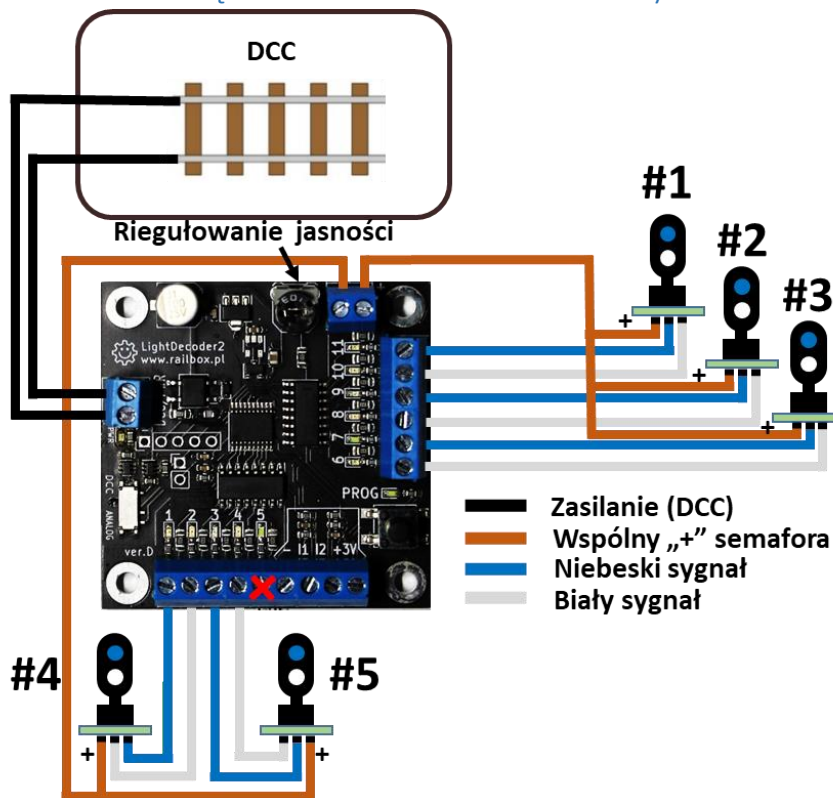 DCC
Riegułowanie jasności
#1
#2
#3
LightDecoder2
www.railbox.pl
11
10
9
8
7
6
PWR
DCC
ANALOG
PROG
1 2 3 4 5 - I1 I2 +3V
ver.D
+
+
+
Zasilanie (DCC)
Wspólny „+” semafora
Niebeski sygnał
Biały sygnał
#4
#5
+
+